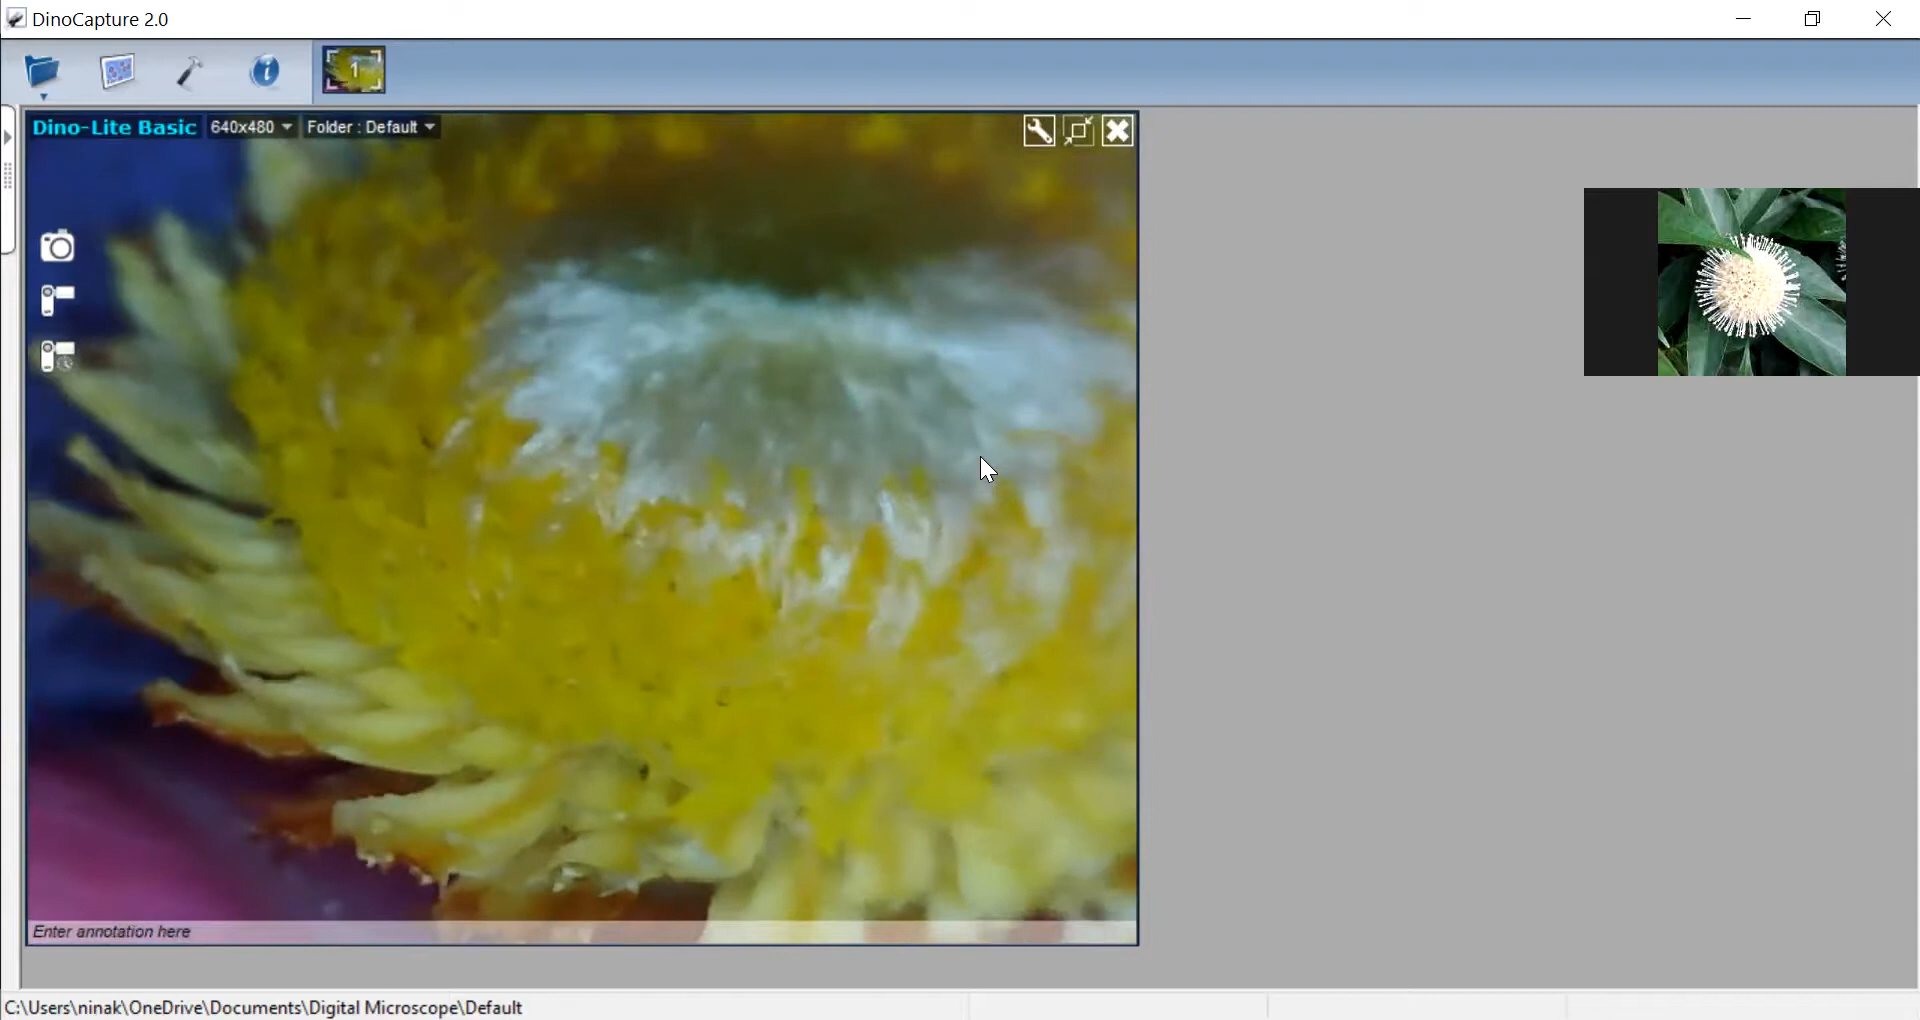 DinoCapture 2.0
1
Dino-Lite Basic 640x480 Folder : Default
Enter annotation here
C:\Users\ninak\OneDrive\Documents\Digital Microscope\Default